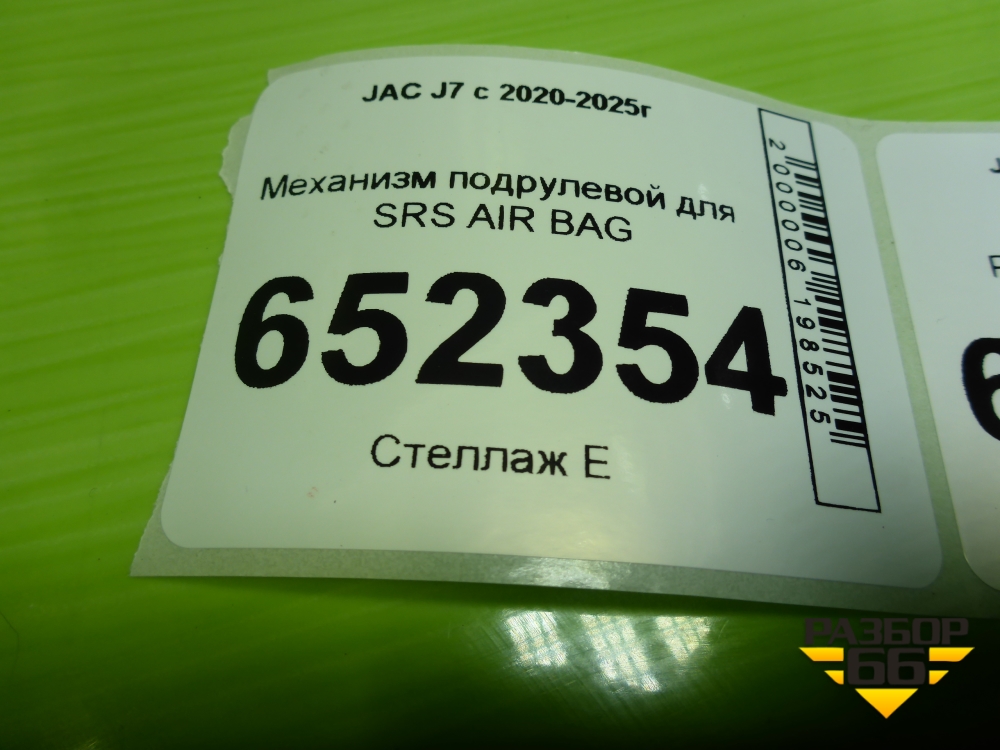 JAC J7 с 2020-2025г
Механизм подрулевой для
SRS AIR BAG
652354
Стеллаж Е
2000006198525
РАЗБОР
66